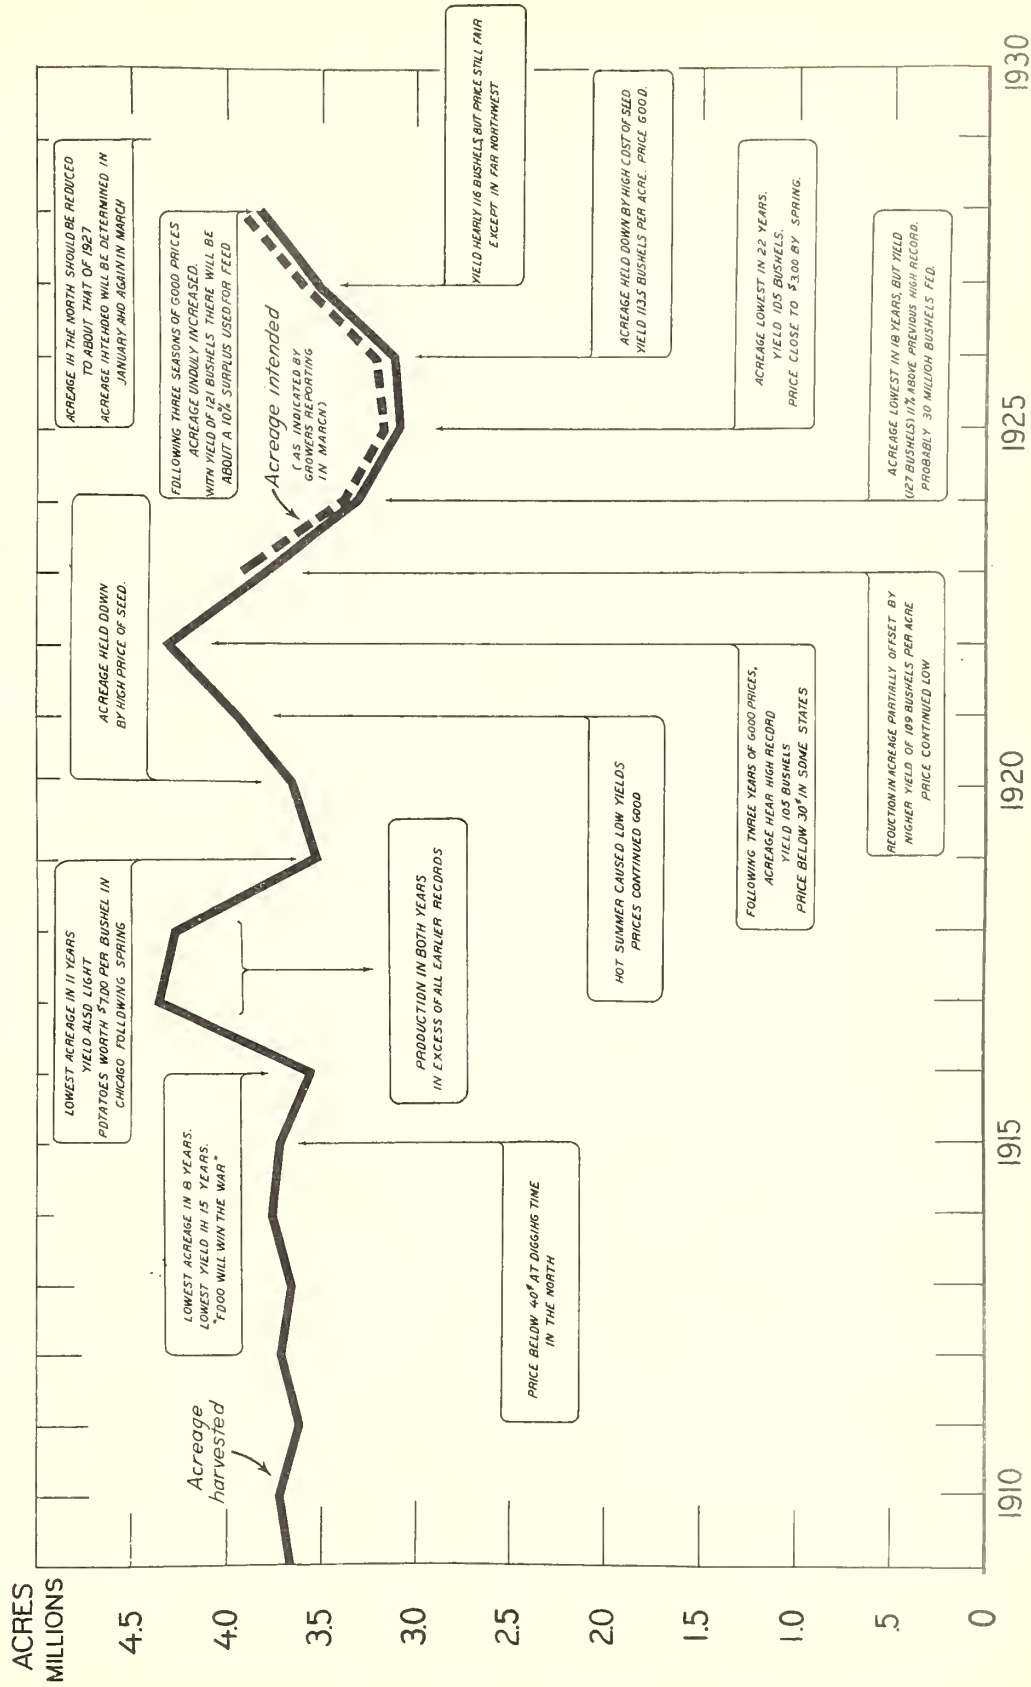 ACRES
MILLIONS
4.5
4.0
3.5
3.0
2.5
2.0
1.0
.5
0
LOWEST ACREAGE IN 11 YEARS
YIELD ALSO LIGHT
POTATOES WORTH $7.00 PER BUSHEL IN
CHICAGO FOLLOWING SPRING
ACREAGE HELD DOWN
BY HIGH PRICE OF SEED.
ACREAGE IH THE NORTH SHOULD BE REDUCED
TO ABOUT THAT OF 1927
ACREAGE INTEHDEO WILL BE DETERMINED IN
JANUARY AHD AGAIN IN MARCH
Acreage
harvested
LOWEST ACREAGE IN 8 YEARS.
LOWEST YIELD IH 15 YEARS.
"FOOO WILL WIN THE WAR"
FOLLOWING THREE SEASONS OF GOOD PRICES
ACREAGE UNDULY INCREASED.
WITH YIELD OF 121 BUSHELS THERE WILL BE
ABOUT A 10% SURPLUS USED FOR FEED
Acreage intended
(AS INDICATED BY
GROWERS REPORTING
IN MARCH)
PRODUCTION IN BOTH YEARS
IN EXCESS OF ALL EARLIER RECORDS
YIELD HEARLY 116 BUSHELS, BUT PRICE STILL FAIR
EXCEPT IN FAR NORTHWEST
PRICE BELOW 40¢ AT DIGGIHG TIME
IN THE NORTH
HOT SUMMER CAUSED LOW YIELDS
PRICES CONTINUED GOOD
ACREAGE HELD DOWN BY HIGH COST OF SEED
YIELD 113.5 BUSHELS PER ACRE. PRICE GOOD.
FOLLOWING THREE YEARS OF GOOD PRICES,
ACREAGE HEAR HIGH RECORD
YIELD 105 BUSHELS
PRICE BELOW 30¢ IN SOME STATES
ACREAGE LOWEST IN 22 YEARS.
YIELD 105 BUSHELS.
PRICE CLOSE TO $3.00 BY SPRING.
REOUCTION IN ACREAGE PARTIALLY OFFSET BY
HIGHER YIELD OF 109 BUSHELS PER ACRE
PRICE CONTINUED LOW
ACREAGE LOWEST IN 18 YEARS, BUT YIELD
(127 BUSHELS) 11% ABOVE PREVIOUS HIGH RECORD.
PROBABLY 30 MILLIOH BUSHELS FED.
1910
1915
1920
1925
1930